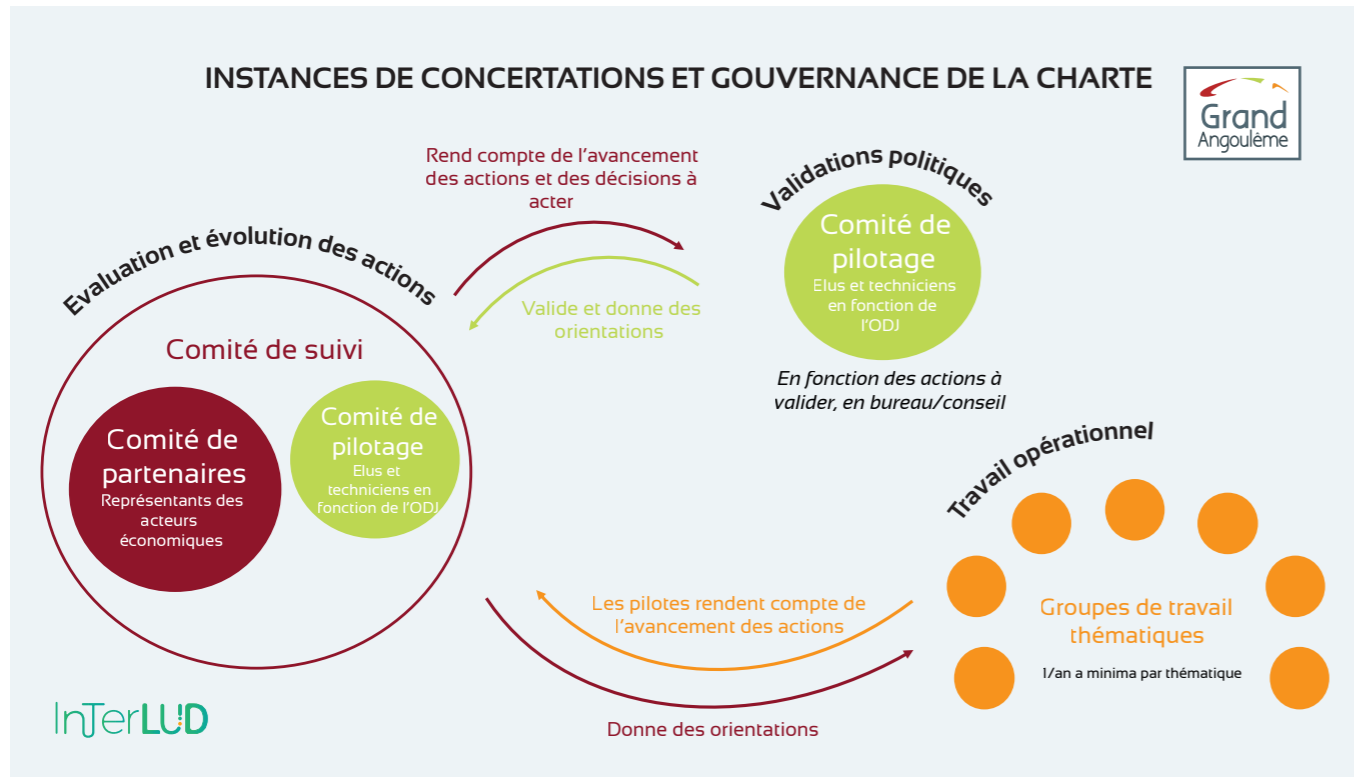 INSTANCES DE CONCERTATIONS ET GOUVERNANCE DE LA CHARTE
Grand
Angoulême
Rend compte de l'avancement
des actions et des décisions à
acter
Validations politiques
Comité de
pilotage
Elus et techniciens
en fonction de
l'ODJ
En fonction des actions à
valider, en bureau/conseil
Valide et donne des
orientations
Evaluation et évolution des actions
Comité de suivi
Comité de
partenaires
Représentants des
acteurs
économiques
Comité de
pilotage
Elus et
techniciens en
fonction de l'ODJ
Travail opérationnel
Groupes de travail
thématiques
1/an a minima par thématique
Les pilotes rendent compte de
l'avancement des actions
Donne des orientations
InTerLUD